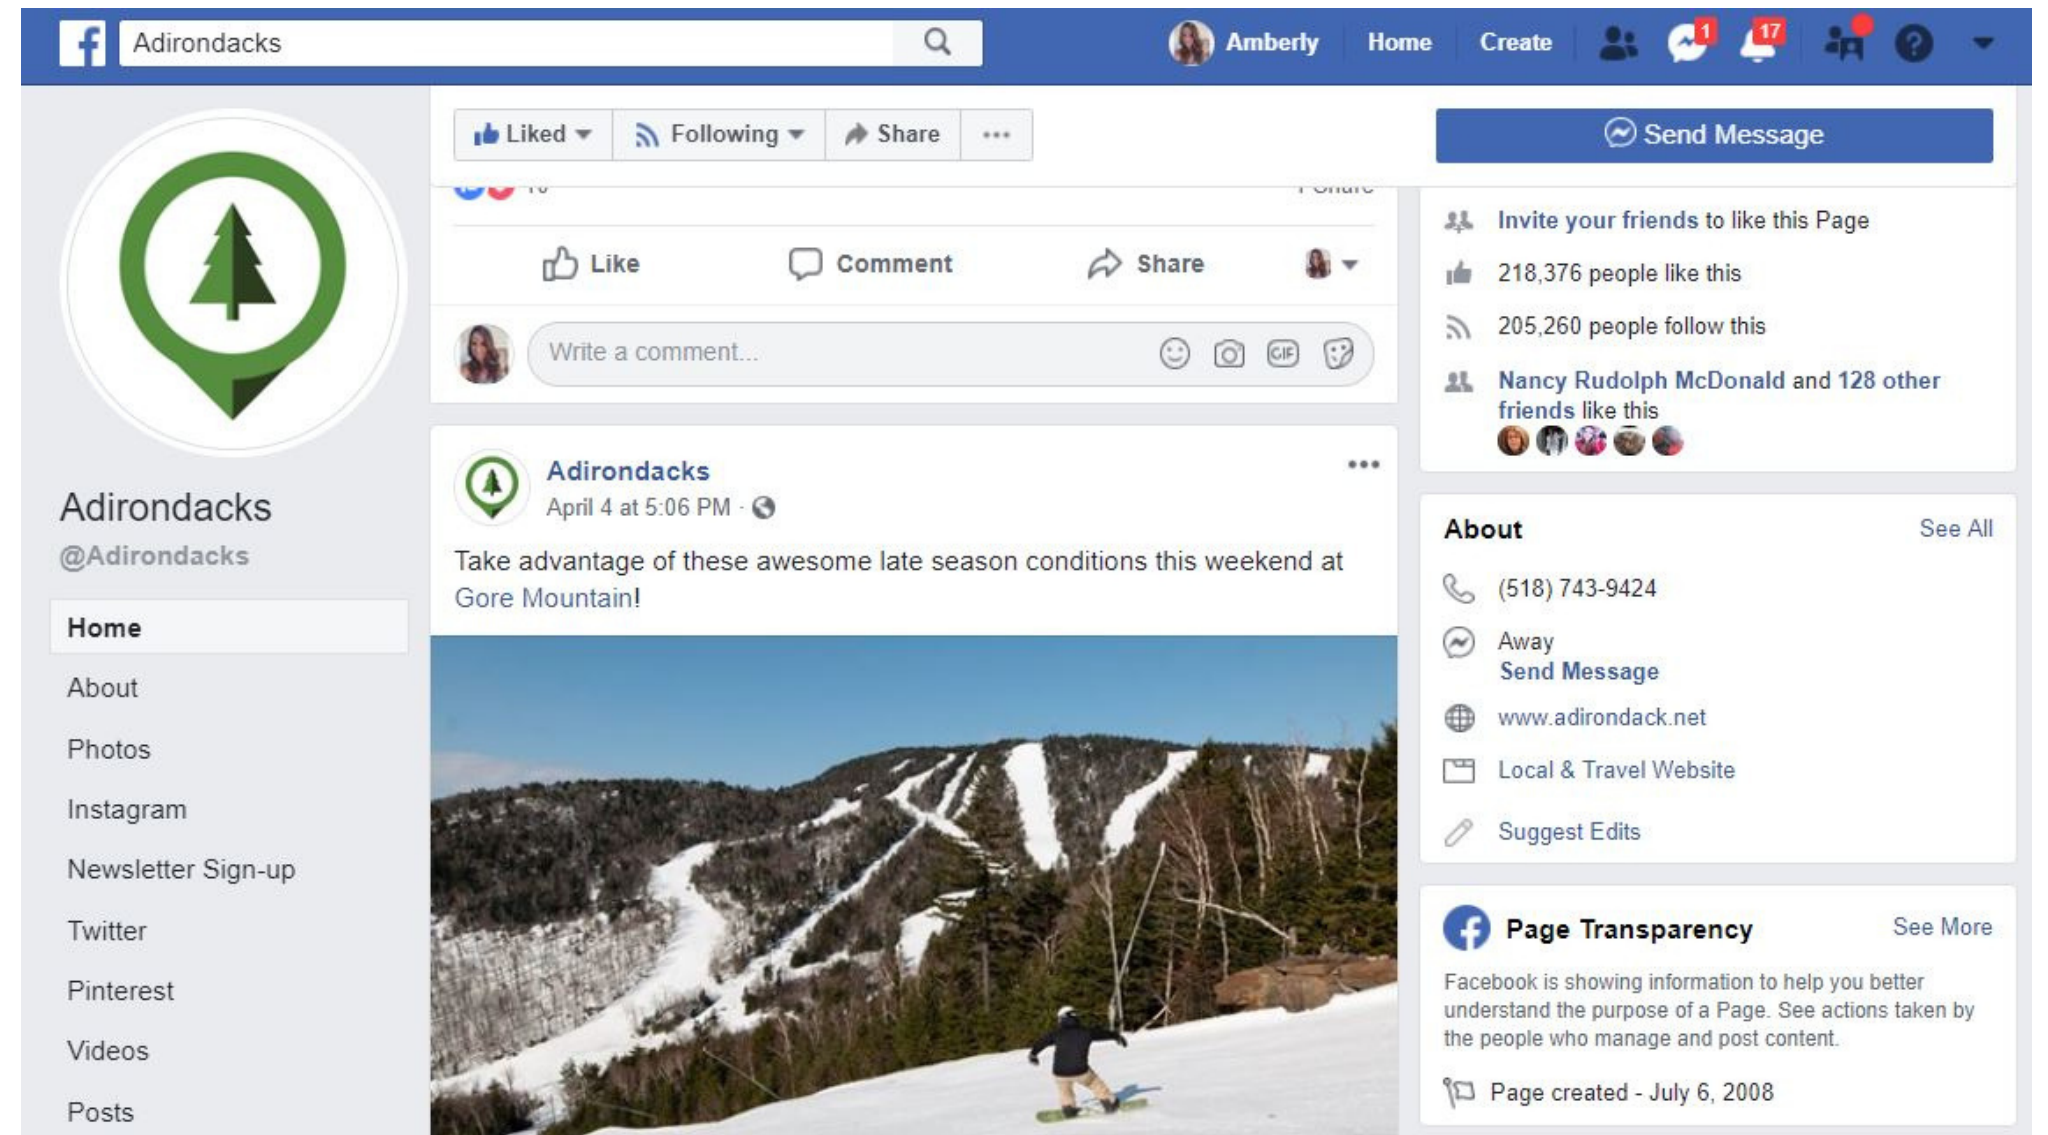 Adirondacks
Amberly
Home
Create
1
17
Liked
Following
Share
Send Message
Like
Comment
Share
Write a comment...
GIF
Adirondacks
@Adirondacks
Home
About
Photos
Instagram
Newsletter Sign-up
Twitter
Pinterest
Videos
Posts
Adirondacks
April 4 at 5:06 PM ·
Take advantage of these awesome late season conditions this weekend at
Gore Mountain!
Invite your friends to like this Page
218,376 people like this
205,260 people follow this
Nancy Rudolph McDonald and 128 other
friends like this
About
See All
(518) 743-9424
Away
Send Message
www.adirondack.net
Local & Travel Website
Suggest Edits
Page Transparency
See More
Facebook is showing information to help you better
understand the purpose of a Page. See actions taken by
the people who manage and post content.
Page created - July 6, 2008